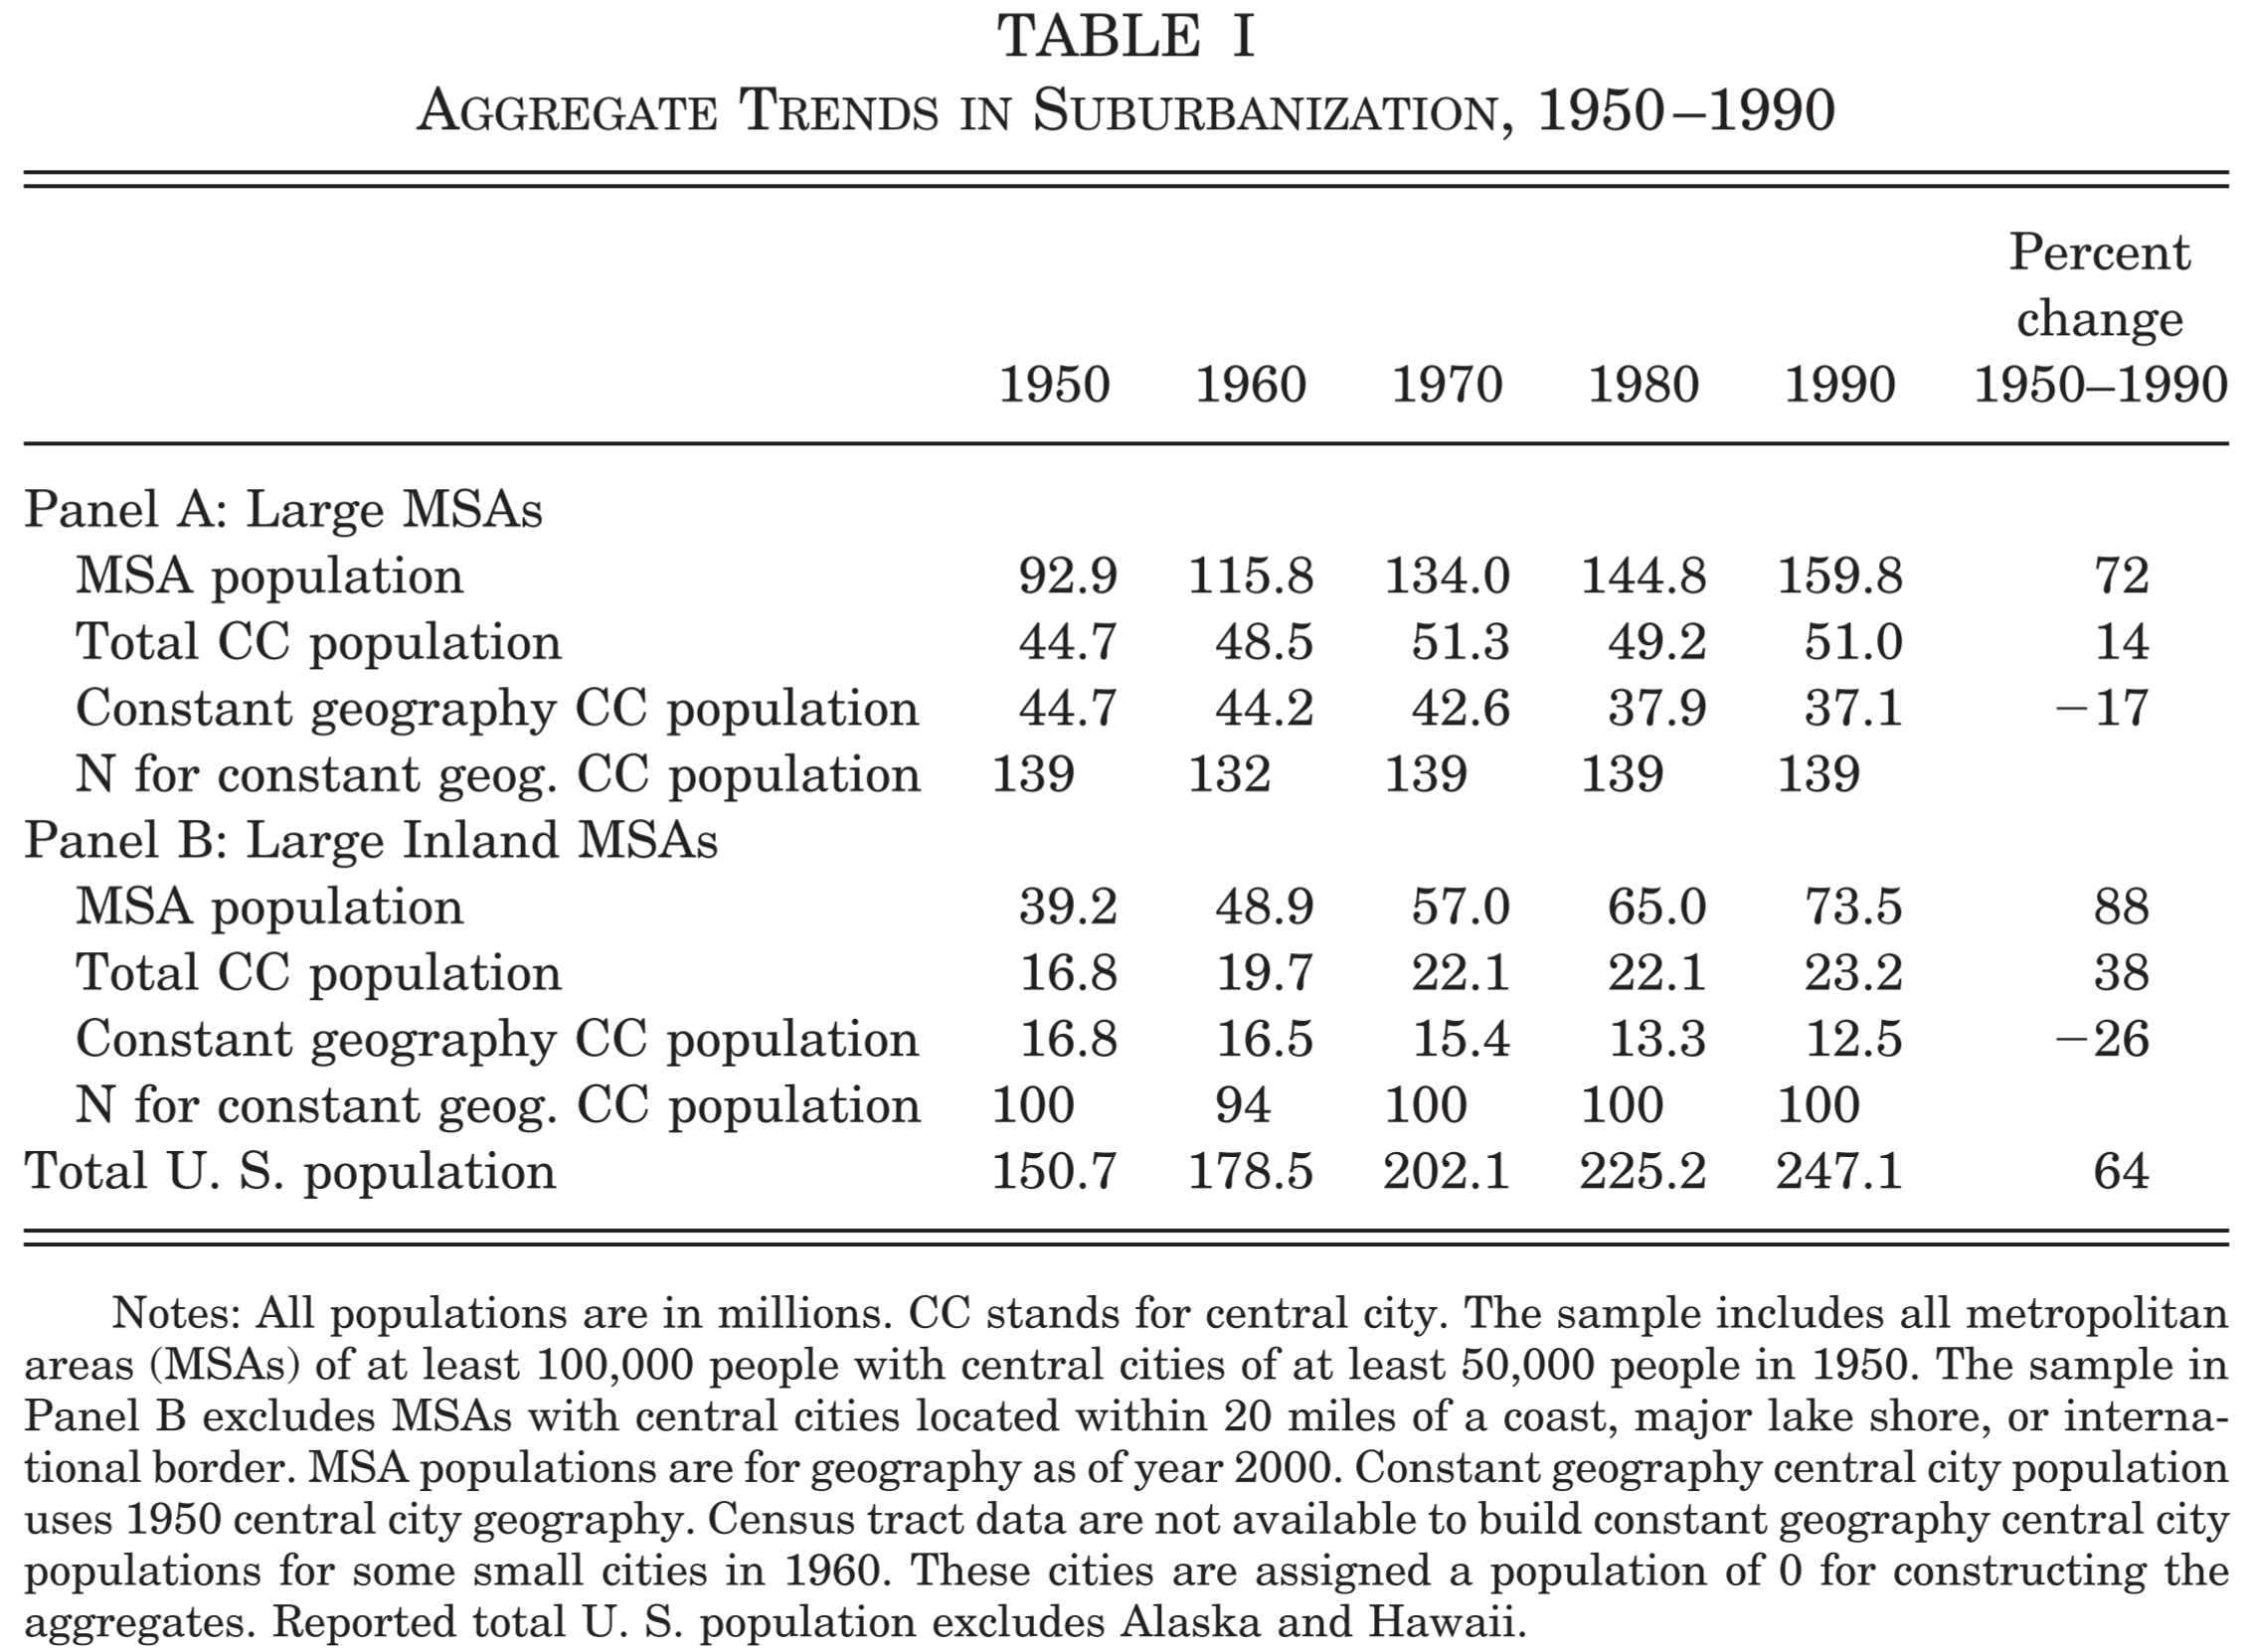 TABLE I
AGGREGATE TRENDS IN SUBURBANIZATION, 1950–1990
Percent
change
1950 1960 1970 1980 1990 1950–1990
Panel A: Large MSAs
MSA population 92.9 115.8 134.0 144.8 159.8 72
Total CC population 44.7 48.5 51.3 49.2 51.0 14
Constant geography CC population 44.7 44.2 42.6 37.9 37.1 −17
N for constant geog. CC population 139 132 139 139 139
Panel B: Large Inland MSAs
MSA population 39.2 48.9 57.0 65.0 73.5 88
Total CC population 16.8 19.7 22.1 22.1 23.2 38
Constant geography CC population 16.8 16.5 15.4 13.3 12.5 −26
N for constant geog. CC population 100 94 100 100 100
Total U. S. population 150.7 178.5 202.1 225.2 247.1 64
Notes: All populations are in millions. CC stands for central city. The sample includes all metropolitan
areas (MSAs) of at least 100,000 people with central cities of at least 50,000 people in 1950. The sample in
Panel B excludes MSAs with central cities located within 20 miles of a coast, major lake shore, or interna-
tional border. MSA populations are for geography as of year 2000. Constant geography central city population
uses 1950 central city geography. Census tract data are not available to build constant geography central city
populations for some small cities in 1960. These cities are assigned a population of 0 for constructing the
aggregates. Reported total U. S. population excludes Alaska and Hawaii.